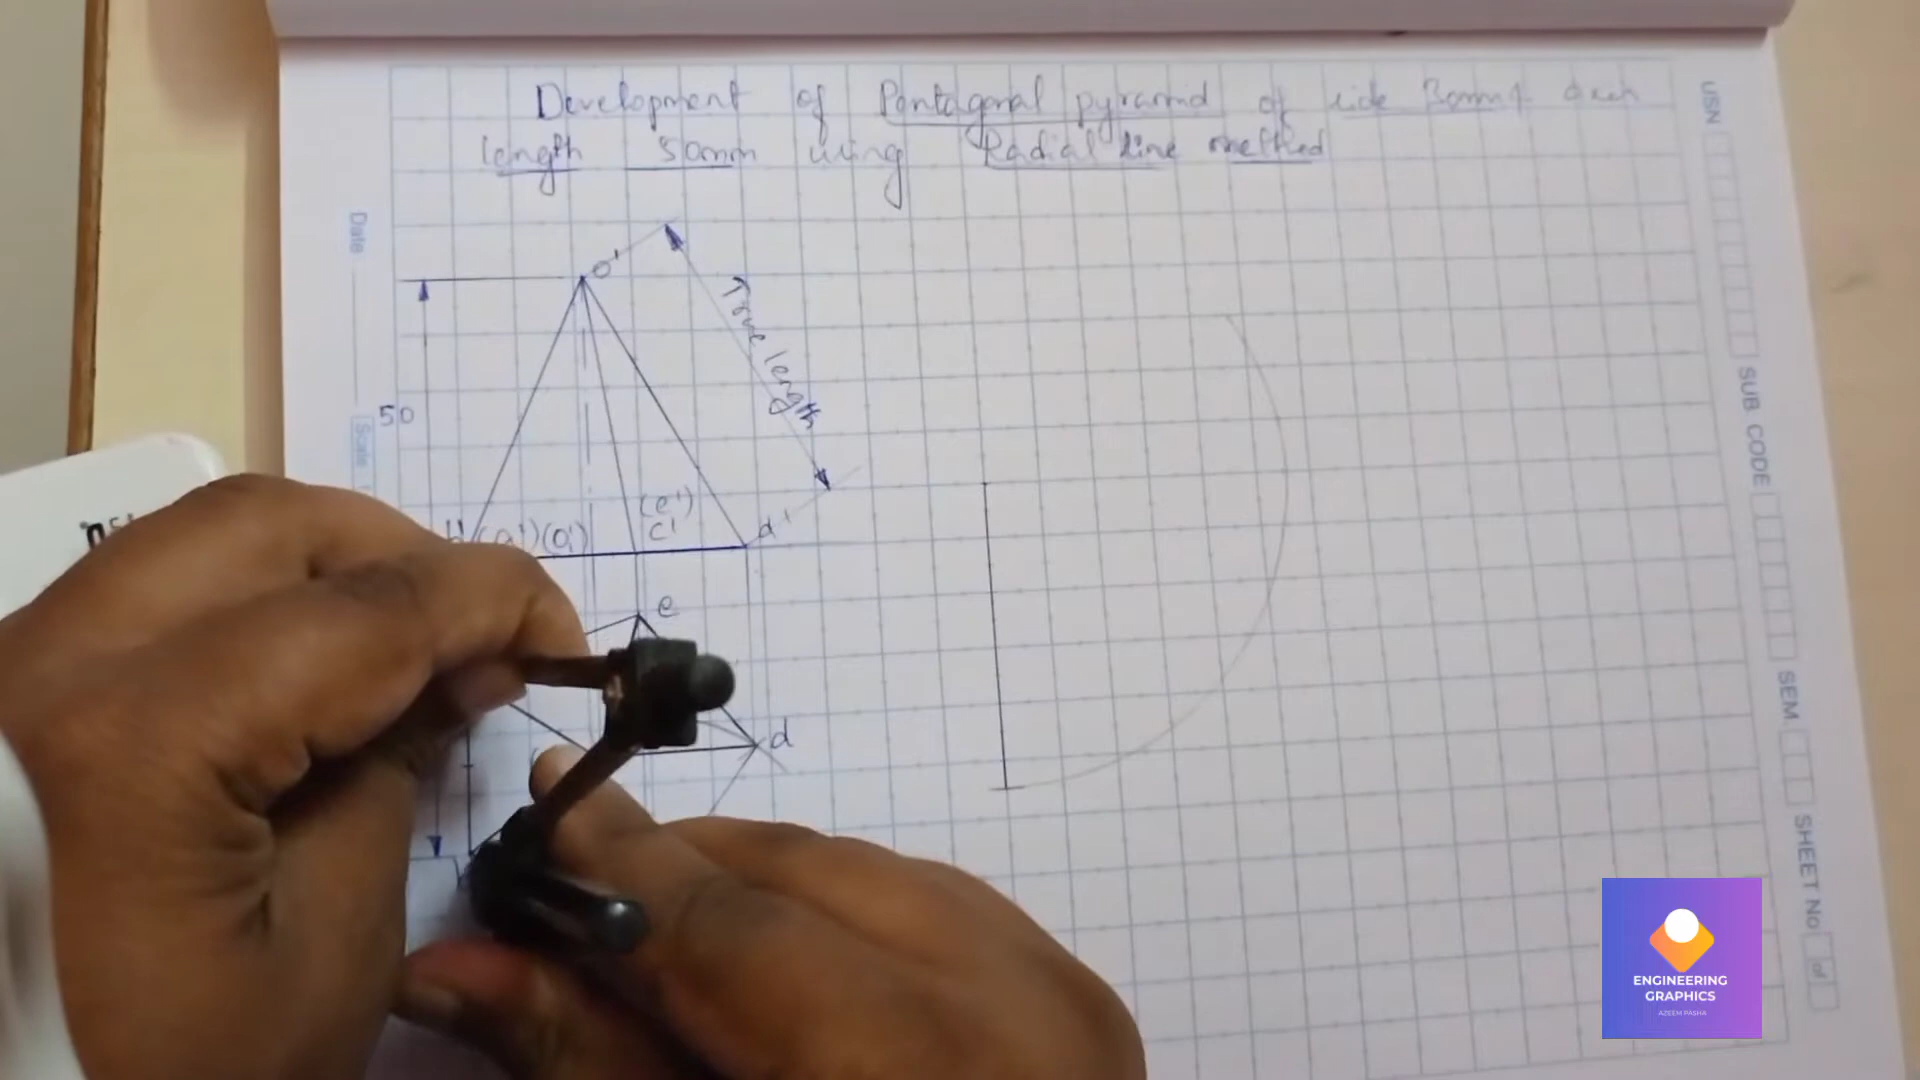 Development of Pentagonal pyramid of side 30mm &
length 50mm using Radial line method
USN
Date
O'
True length
50
Scale
SUB CODE
(e')
b' (a') (o') c' d'
e
d
SEM
SHEET No
of
ENGINEERING
GRAPHICS
AZEEM PASHA